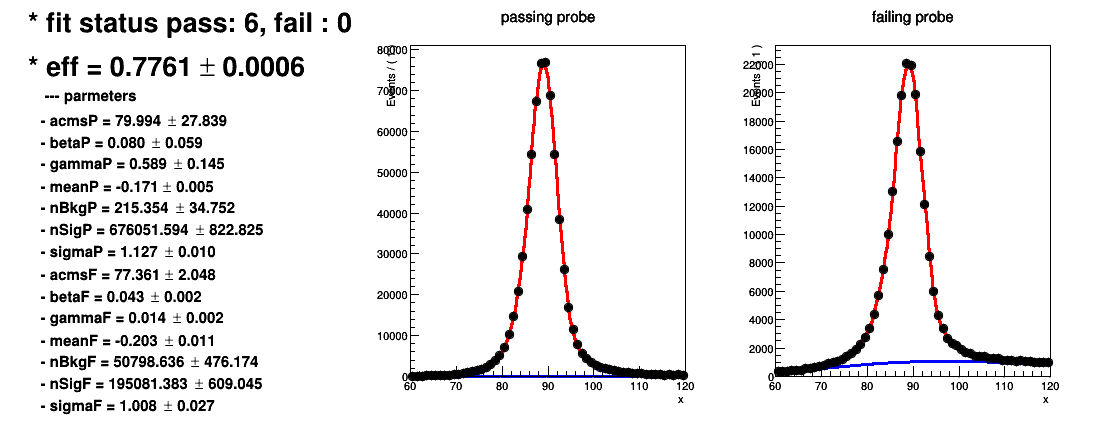 * fit status pass: 6, fail : 0
* eff = 0.7761 ± 0.0006
--- parmeters
- acmsP = 79.994 ± 27.839
- betaP = 0.080 ± 0.059
- gammaP = 0.589 ± 0.145
- meanP = -0.171 ± 0.005
- nBkgP = 215.354 ± 34.752
- nSigP = 676051.594 ± 822.825
- sigmaP = 1.127 ± 0.010
- acmsF = 77.361 ± 2.048
- betaF = 0.043 ± 0.002
- gammaF = 0.014 ± 0.002
- meanF = -0.203 ± 0.011
- nBkgF = 50798.636 ± 476.174
- nSigF = 195081.383 ± 609.045
- sigmaF = 1.008 ± 0.027
passing probe
Events / ( 1 )
80000
70000
60000
50000
40000
30000
20000
10000
0
60 70 80 90 100 110 120
x
failing probe
Events / ( 1 )
22000
20000
18000
16000
14000
12000
10000
8000
6000
4000
2000
0
60 70 80 90 100 110 120
x